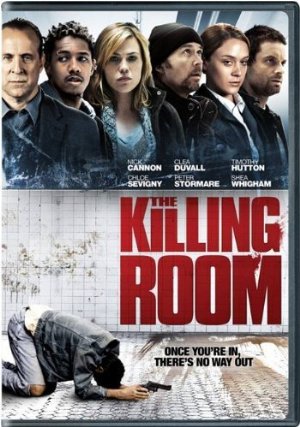 NICK CANNON
CLEA DUVALL
TIMOTHY HUTTON
CHLOE SEVIGNY
PETER STORMARE
SHEA WHIGHAM
THE
KILLING
ROOM
ONCE YOU'RE IN,
THERE'S NO WAY OUT